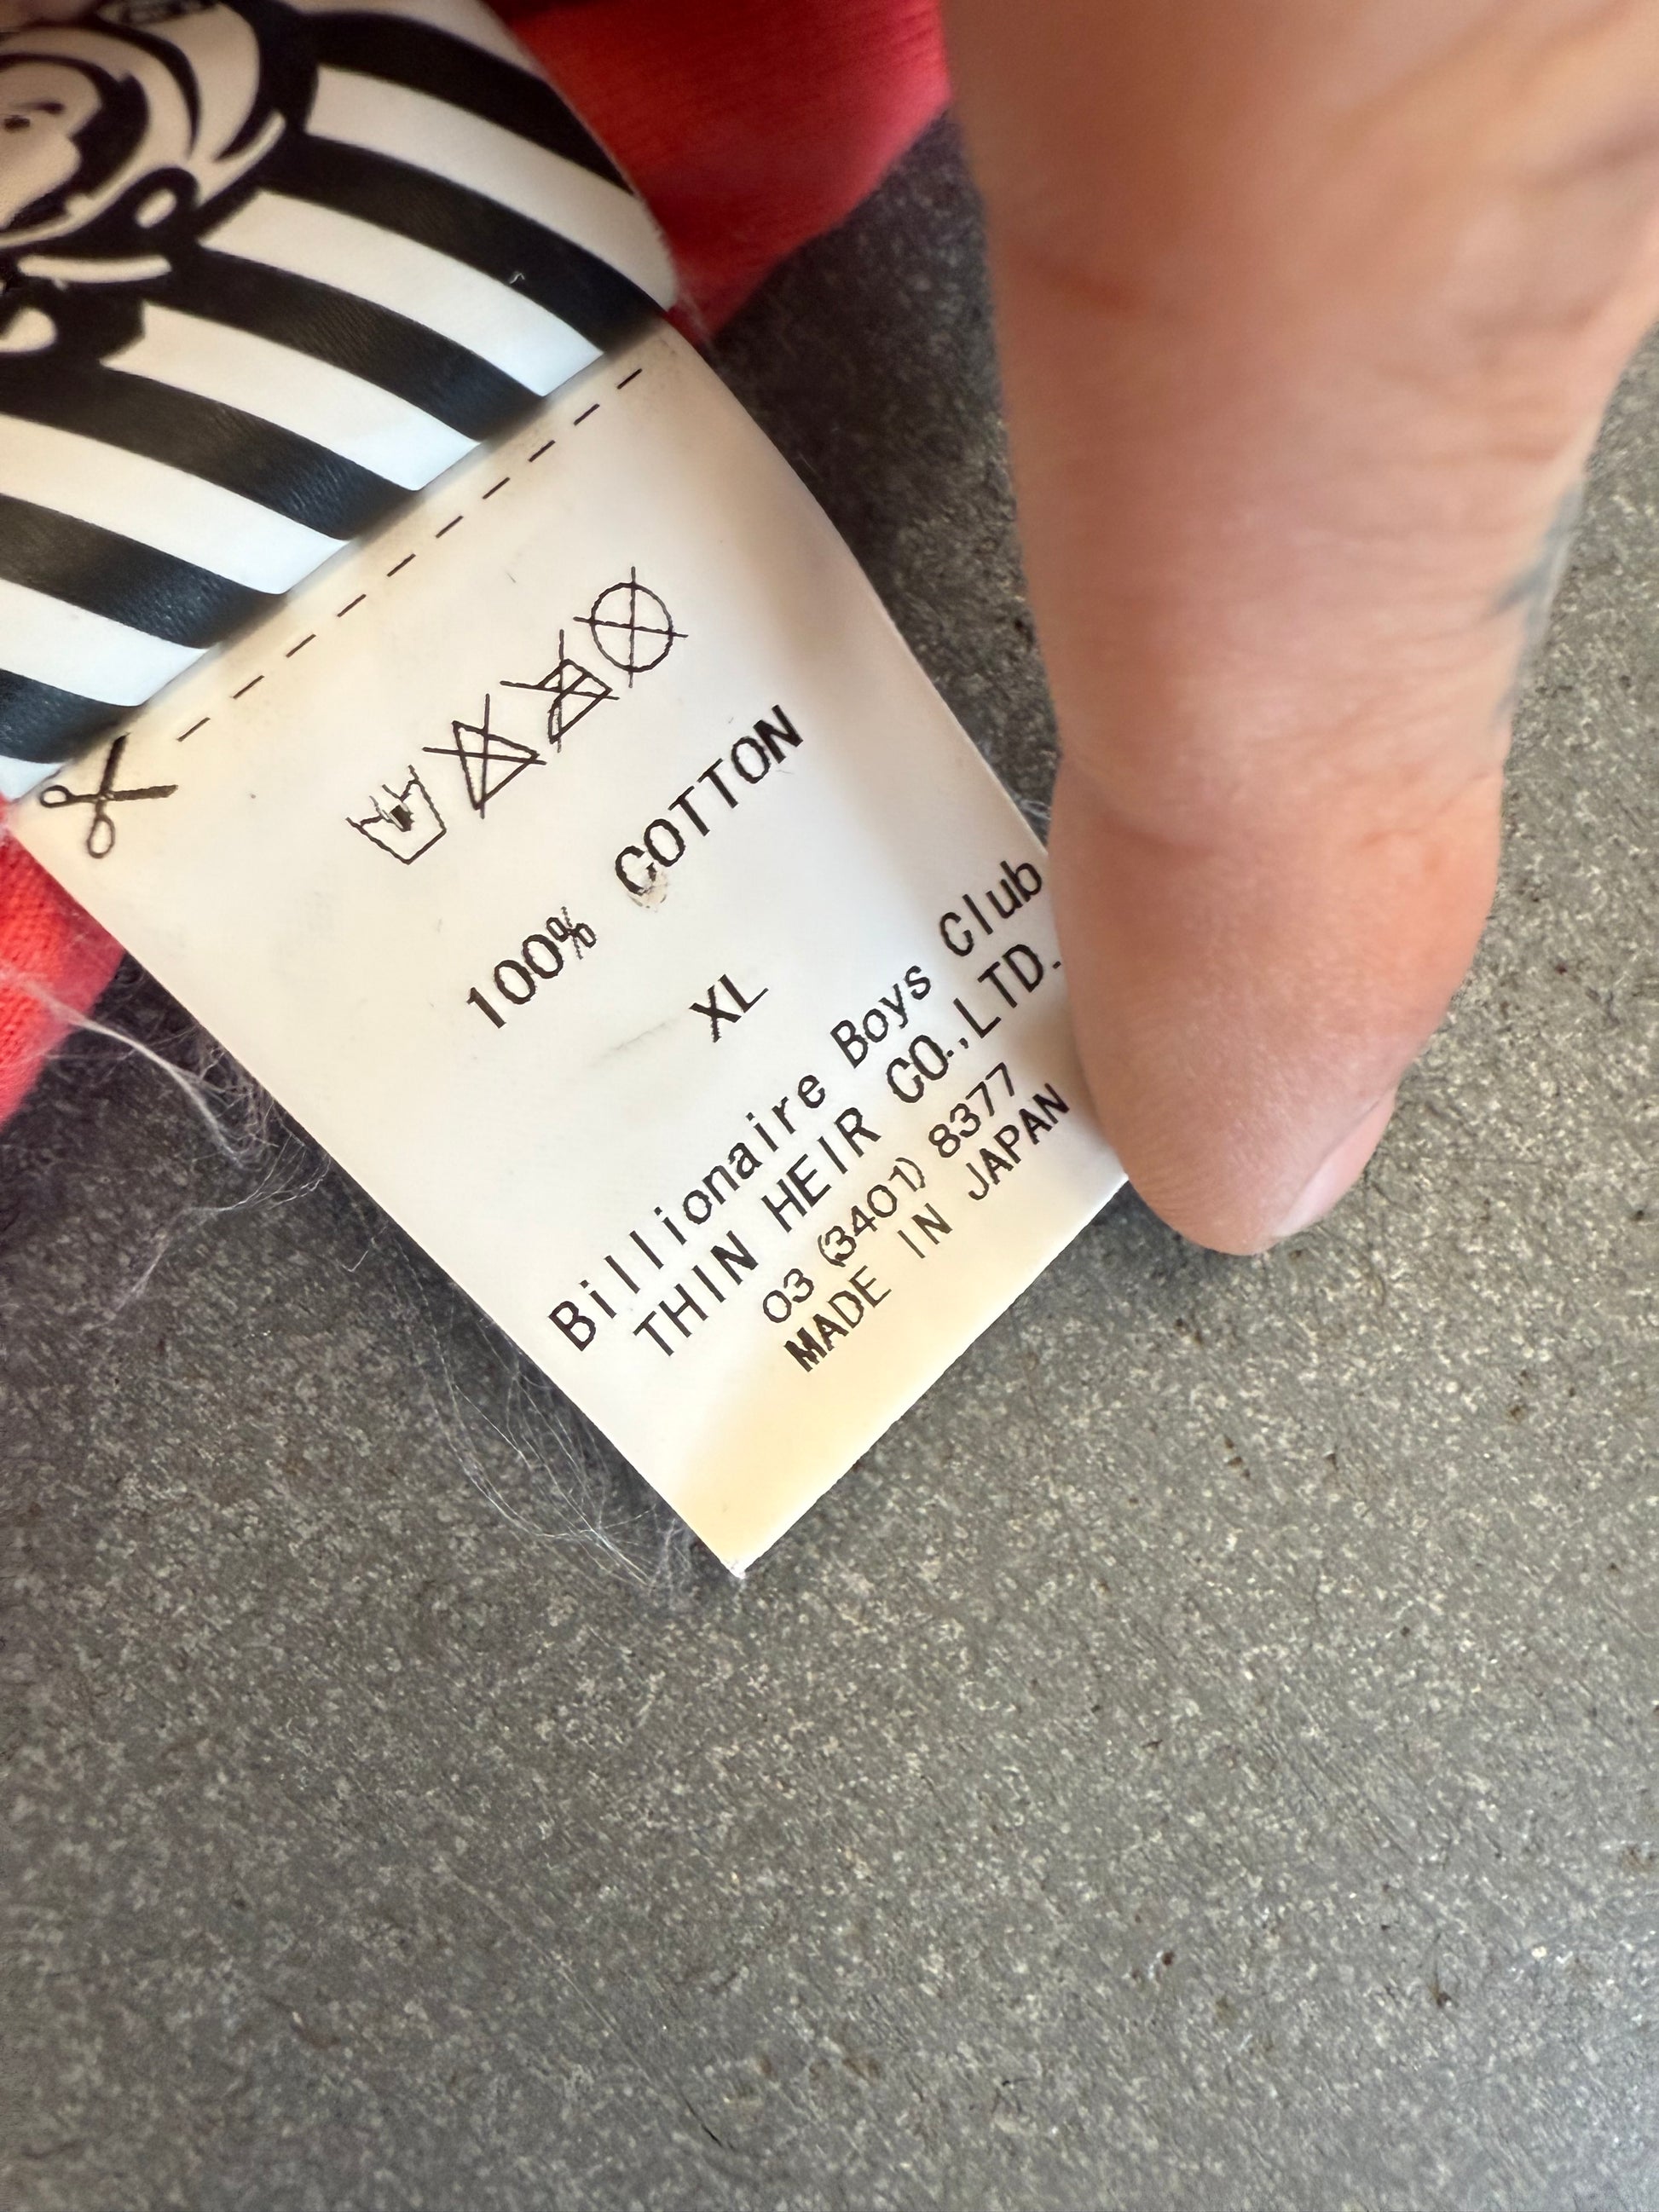 100% COTTON
XL
Billionaire Boys Club
THIN HEIR CO.,LTD.
03 (3401) 8377
MADE IN JAPAN